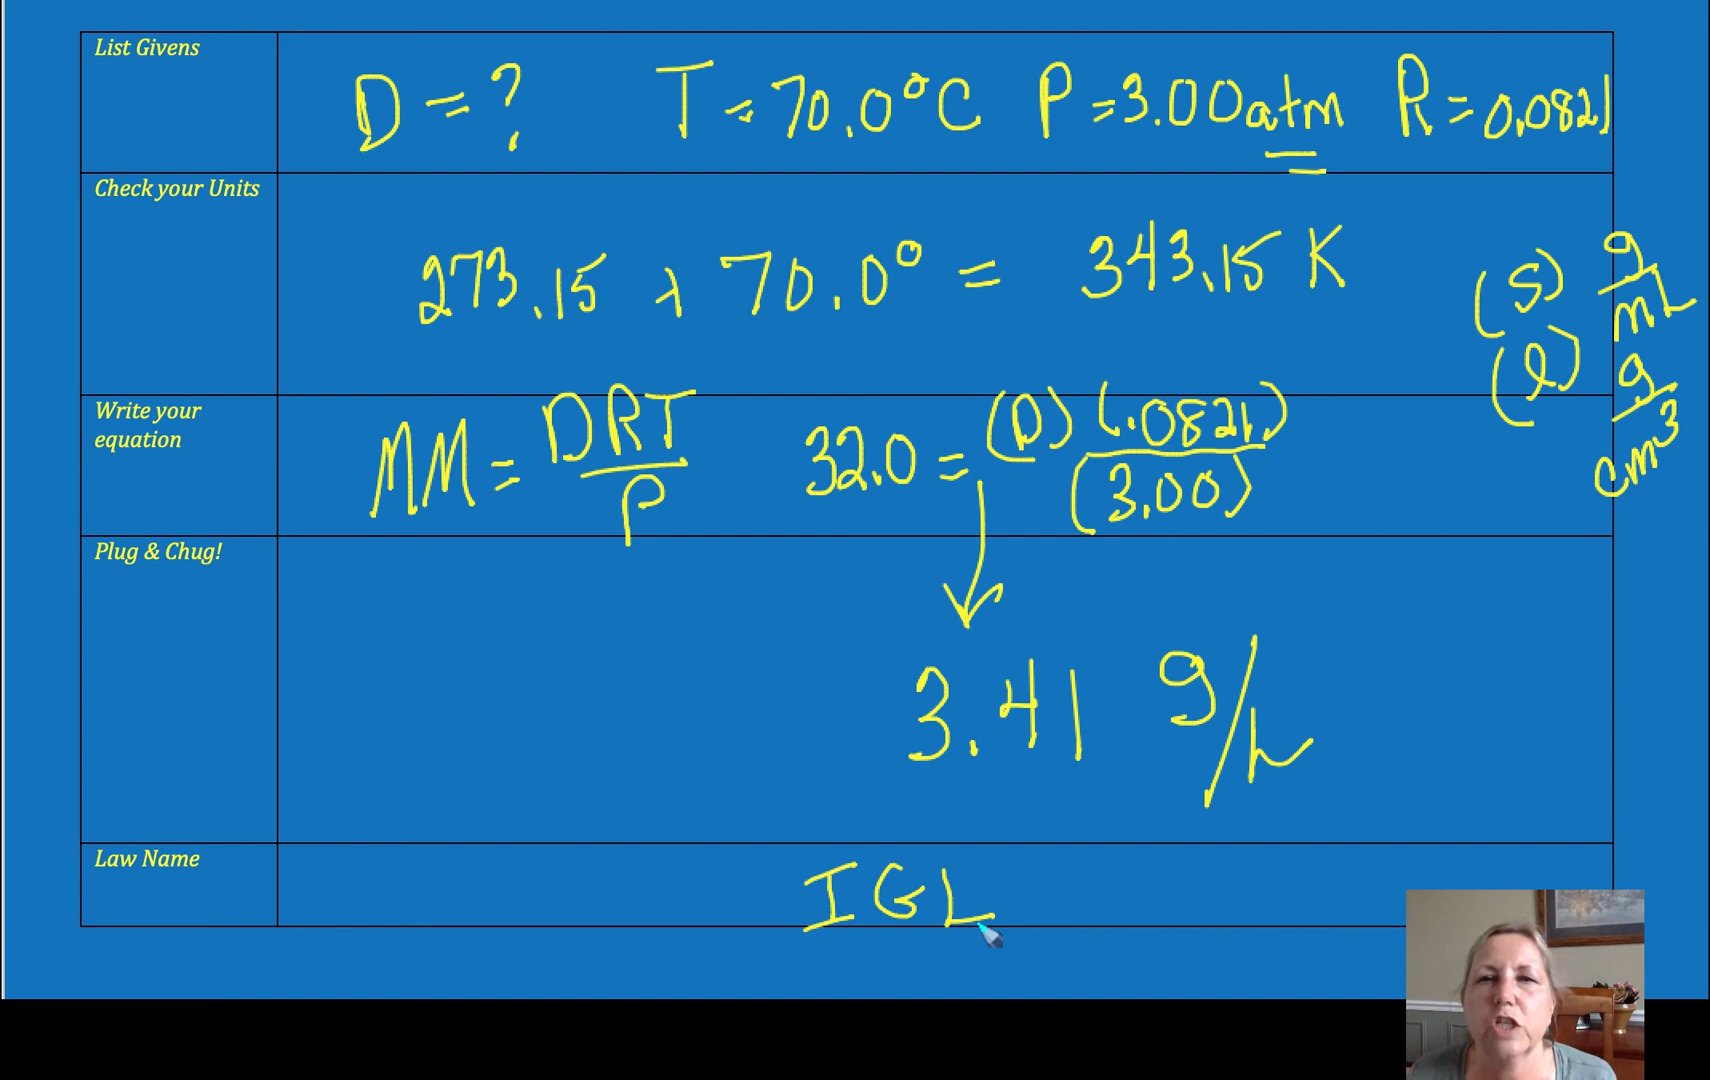 List Givens
D = ? T = 70.0°C P = 3.00 atm R = 0.0821
Check your Units
273.15 + 70.0° = 343.15 K
(s) g/mL
(l) g/cm³
Write your
equation
MM = DRT/P 32.0 = (D) (.0821)/(3.00)
Plug & Chug!
3.41 g/L
Law Name
IGL